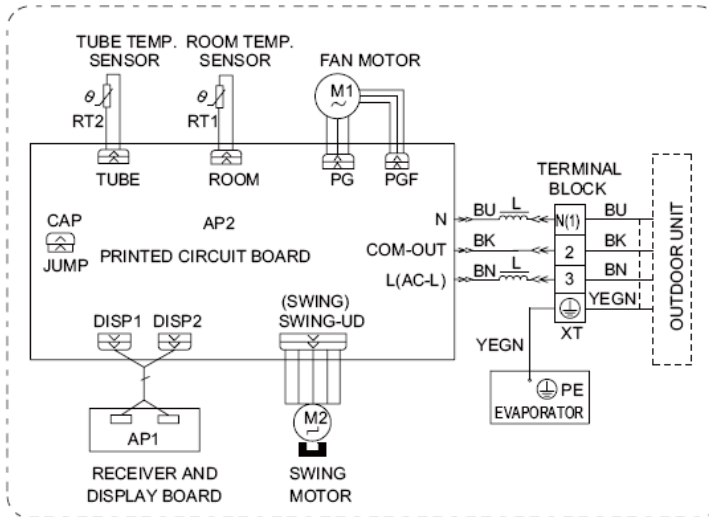 TUBE TEMP.
SENSOR
ROOM TEMP.
SENSOR
FAN MOTOR
θ
RT2
θ
RT1
M1
~
TUBE
ROOM
PG
PGF
TERMINAL
BLOCK
CAP
JUMP
AP2
PRINTED CIRCUIT BOARD
N
BU
L
N(1)
BU
COM-OUT
BK
2
BK
L(AC-L)
BN
L
3
BN
YEGN
XT
OUTDOOR UNIT
DISP1
DISP2
(SWING)
SWING-UD
YEGN
PE
EVAPORATOR
M2
~
AP1
RECEIVER AND
DISPLAY BOARD
SWING
MOTOR